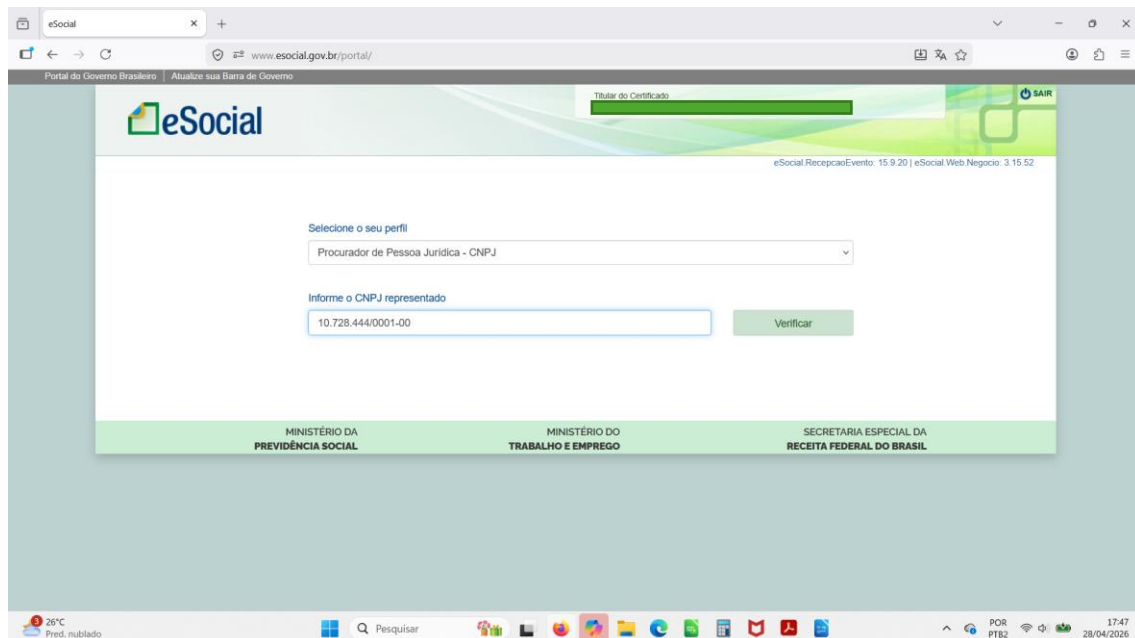 eSocial
www.esocial.gov.br/portal/
Portal do Governo Brasileiro | Atualize sua Barra de Governo
eSocial
Titular do Certificado
SAIR
eSocial.RecepcaoEvento: 15.9.20 | eSocial.Web.Negocio: 3.15.52
Selecione o seu perfil
Procurador de Pessoa Jurídica - CNPJ
Informe o CNPJ representado
10.728.444/0001-00
Verificar
MINISTÉRIO DA
PREVIDÊNCIA SOCIAL
MINISTÉRIO DO
TRABALHO E EMPREGO
SECRETARIA ESPECIAL DA
RECEITA FEDERAL DO BRASIL
3
26°C
Pred. nublado
Pesquisar
POR
PTB2
17:47
28/04/2026